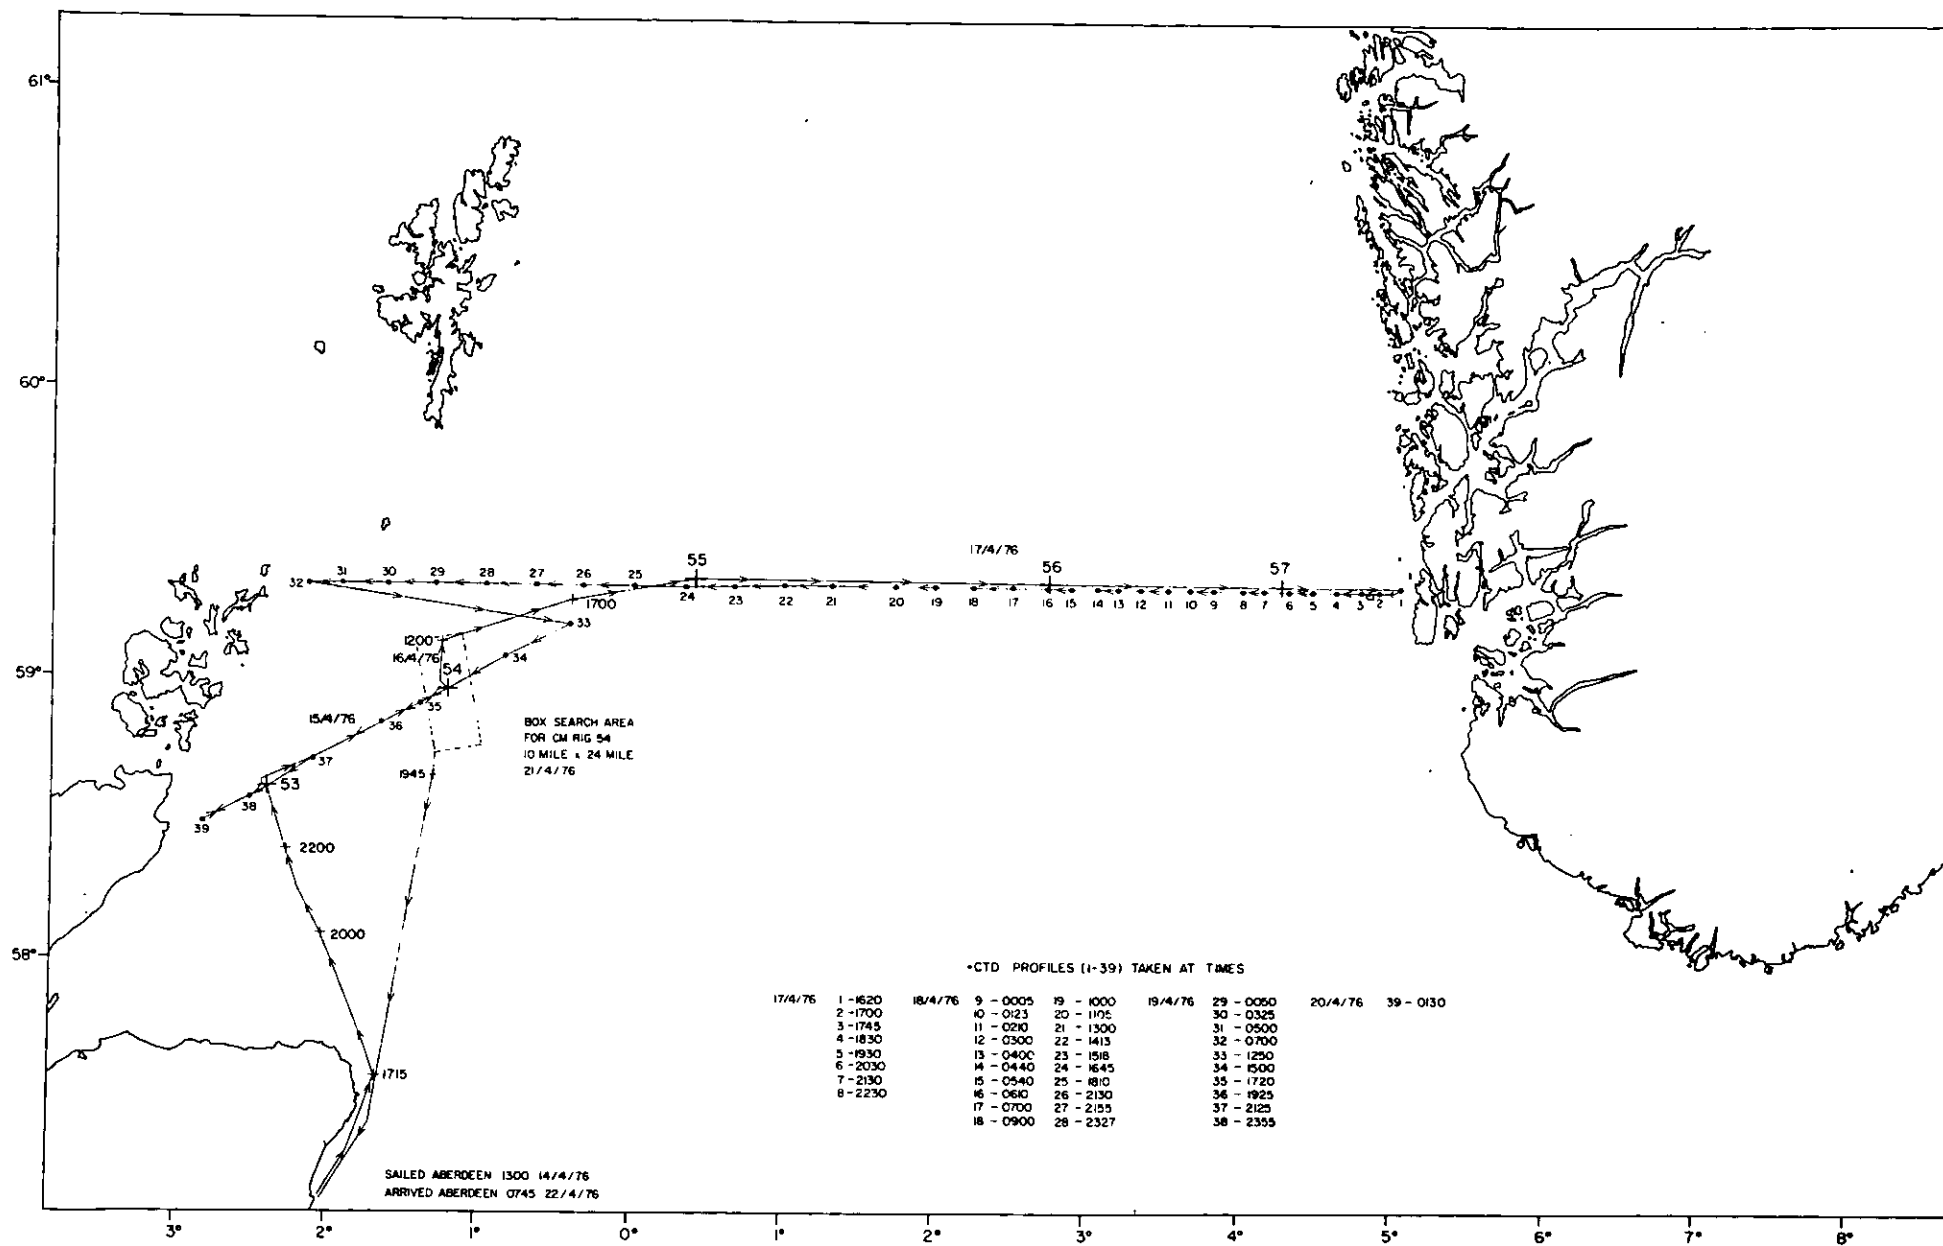 61°
60°
59°
58°
55
17/4/76
56
57
32 31 30 29 28 27 26 25
24 23 22 21 20 19 18 17 16 15 14 13 12 11 10 9 8 7 6 5 4 3 2 1
1700
33
1200
16/4/76
34
54
35
15/4/76
36
BOX SEARCH AREA
FOR CM RIG 54
10 MILE x 24 MILE
21/4/76
37
1945
53
38
39
2200
2000
1715
•CTD PROFILES (1-39) TAKEN AT TIMES
17/4/76 1 -1620 18/4/76 9 - 0005 19 - 1000 19/4/76 29 - 0050 20/4/76 39 - 0130
2 -1700 10 - 0123 20 - 1105 30 - 0325
3 -1745 11 - 0210 21 - 1300 31 - 0500
4 -1830 12 - 0300 22 - 1413 32 - 0700
5 -1930 13 - 0400 23 - 1518 33 - 1250
6 -2030 14 - 0440 24 - 1645 34 - 1500
7 -2130 15 - 0540 25 - 1810 35 - 1720
8 -2230 16 - 0610 26 - 2130 36 - 1925
17 - 0700 27 - 2155 37 - 2125
18 - 0900 28 - 2327 38 - 2355
SAILED ABERDEEN 1300 14/4/76
ARRIVED ABERDEEN 0745 22/4/76
3° 2° 1° 0° 1° 2° 3° 4° 5° 6° 7° 8°